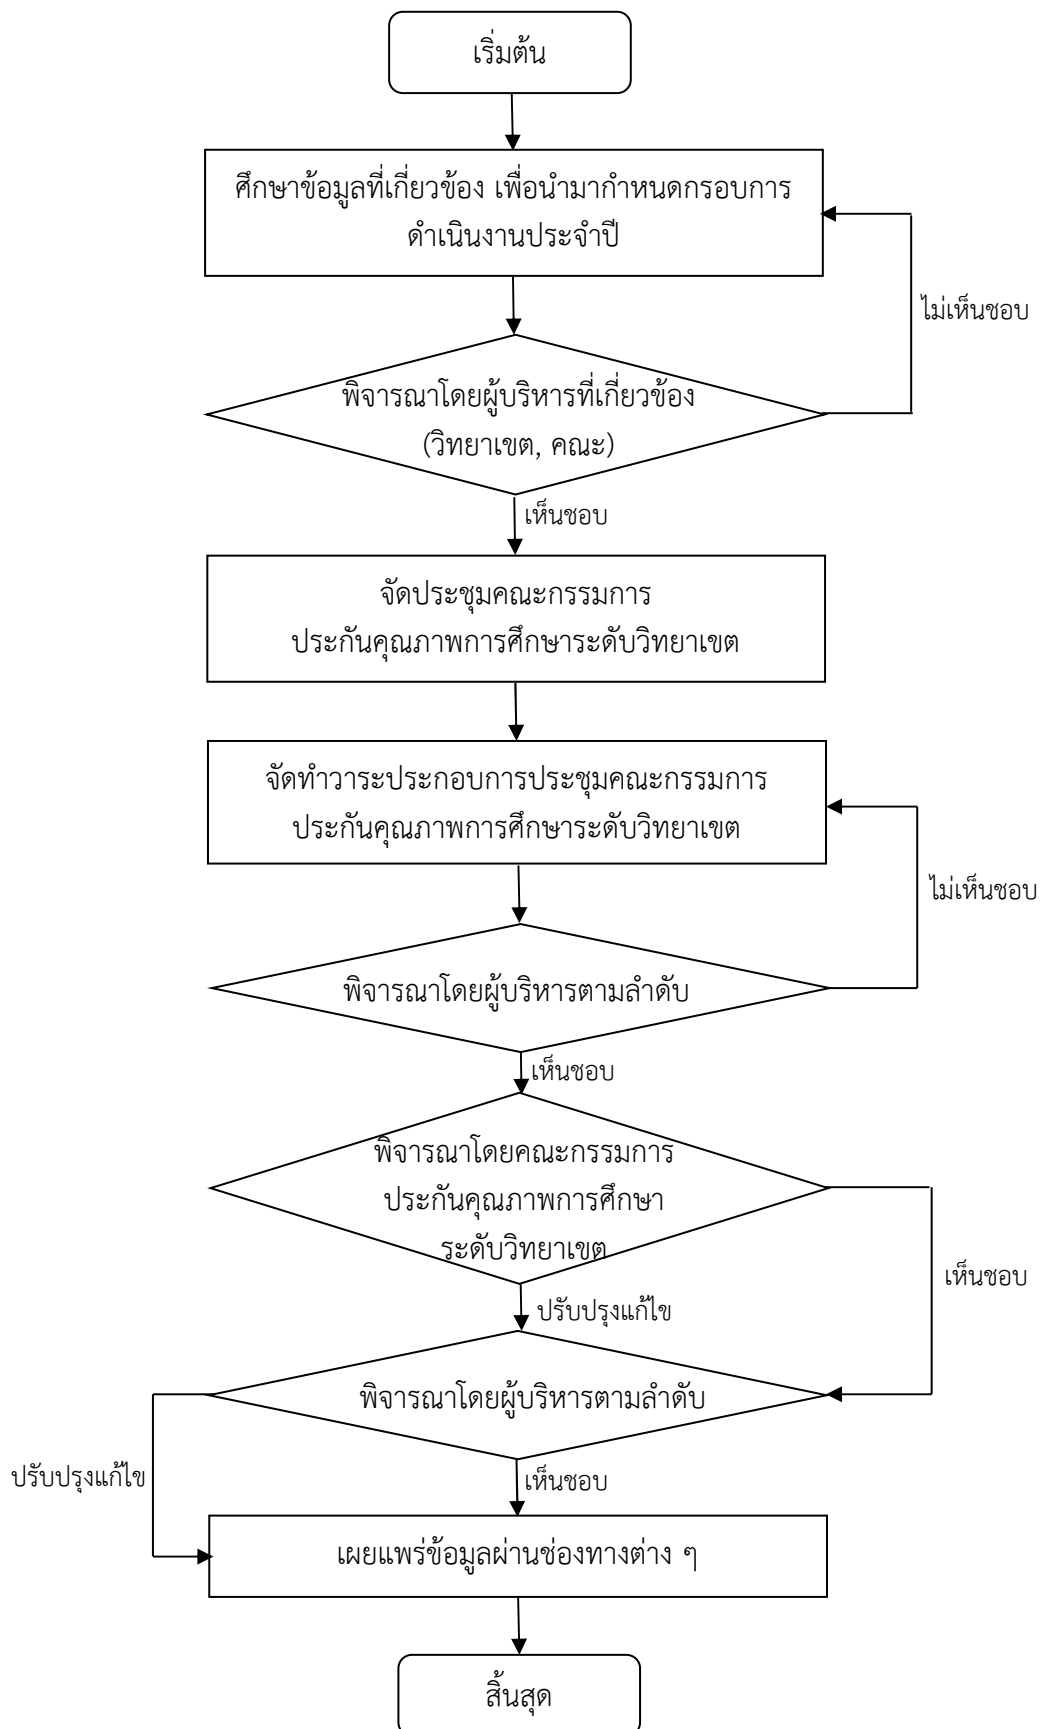 เริ่มต้น
ศึกษาข้อมูลที่เกี่ยวข้อง เพื่อนำมากำหนดกรอบการ
ดำเนินงานประจำปี
ไม่เห็นชอบ
พิจารณาโดยผู้บริหารที่เกี่ยวข้อง
(วิทยาเขต, คณะ)
เห็นชอบ
จัดประชุมคณะกรรมการ
ประกันคุณภาพการศึกษาระดับวิทยาเขต
จัดทำวาระประกอบการประชุมคณะกรรมการ
ประกันคุณภาพการศึกษาระดับวิทยาเขต
ไม่เห็นชอบ
พิจารณาโดยผู้บริหารตามลำดับ
เห็นชอบ
พิจารณาโดยคณะกรรมการ
ประกันคุณภาพการศึกษา
ระดับวิทยาเขต
เห็นชอบ
ปรับปรุงแก้ไข
พิจารณาโดยผู้บริหารตามลำดับ
ปรับปรุงแก้ไข
เห็นชอบ
เผยแพร่ข้อมูลผ่านช่องทางต่าง ๆ
สิ้นสุด